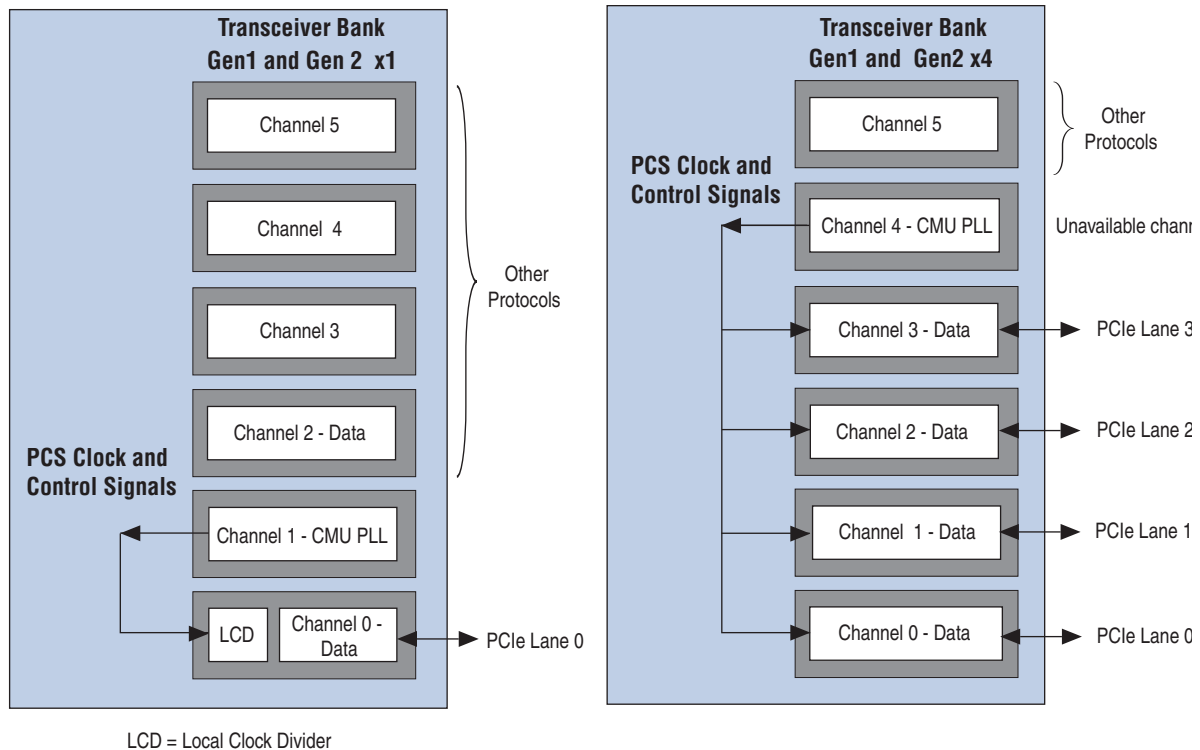 Transceiver Bank
Gen1 and Gen 2 x1
Channel 5
Channel 4
Channel 3
Channel 2 - Data
Other
Protocols
PCS Clock and
Control Signals
Channel 1 - CMU PLL
LCD
Channel 0 -
Data
PCIe Lane 0
LCD = Local Clock Divider
Transceiver Bank
Gen1 and Gen2 x4
Channel 5
Other
Protocols
PCS Clock and
Control Signals
Channel 4 - CMU PLL
Unavailable
Channel 3 - Data
PCIe Lane 3
Channel 2 - Data
PCIe Lane 2
Channel 1 - Data
PCIe Lane 1
Channel 0 - Data
PCIe Lane 0